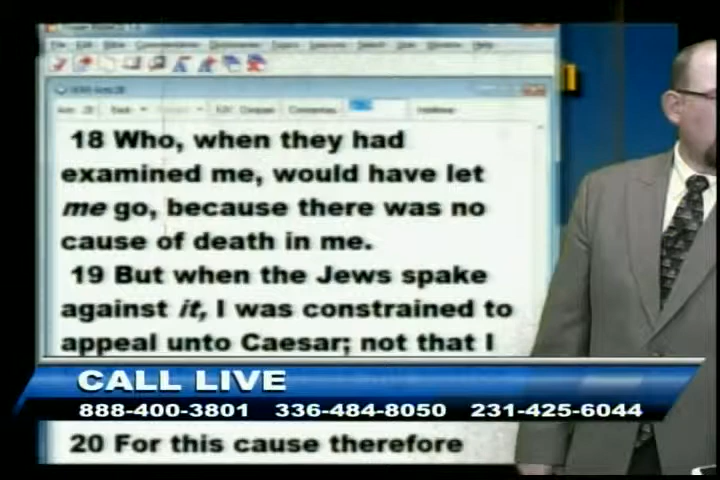 18 Who, when they had
examined me, would have let
me go, because there was no
cause of death in me.
19 But when the Jews spake
against it, I was constrained to
appeal unto Caesar; not that I
CALL LIVE
888-400-3801 336-484-8050 231-425-6044
20 For this cause therefore